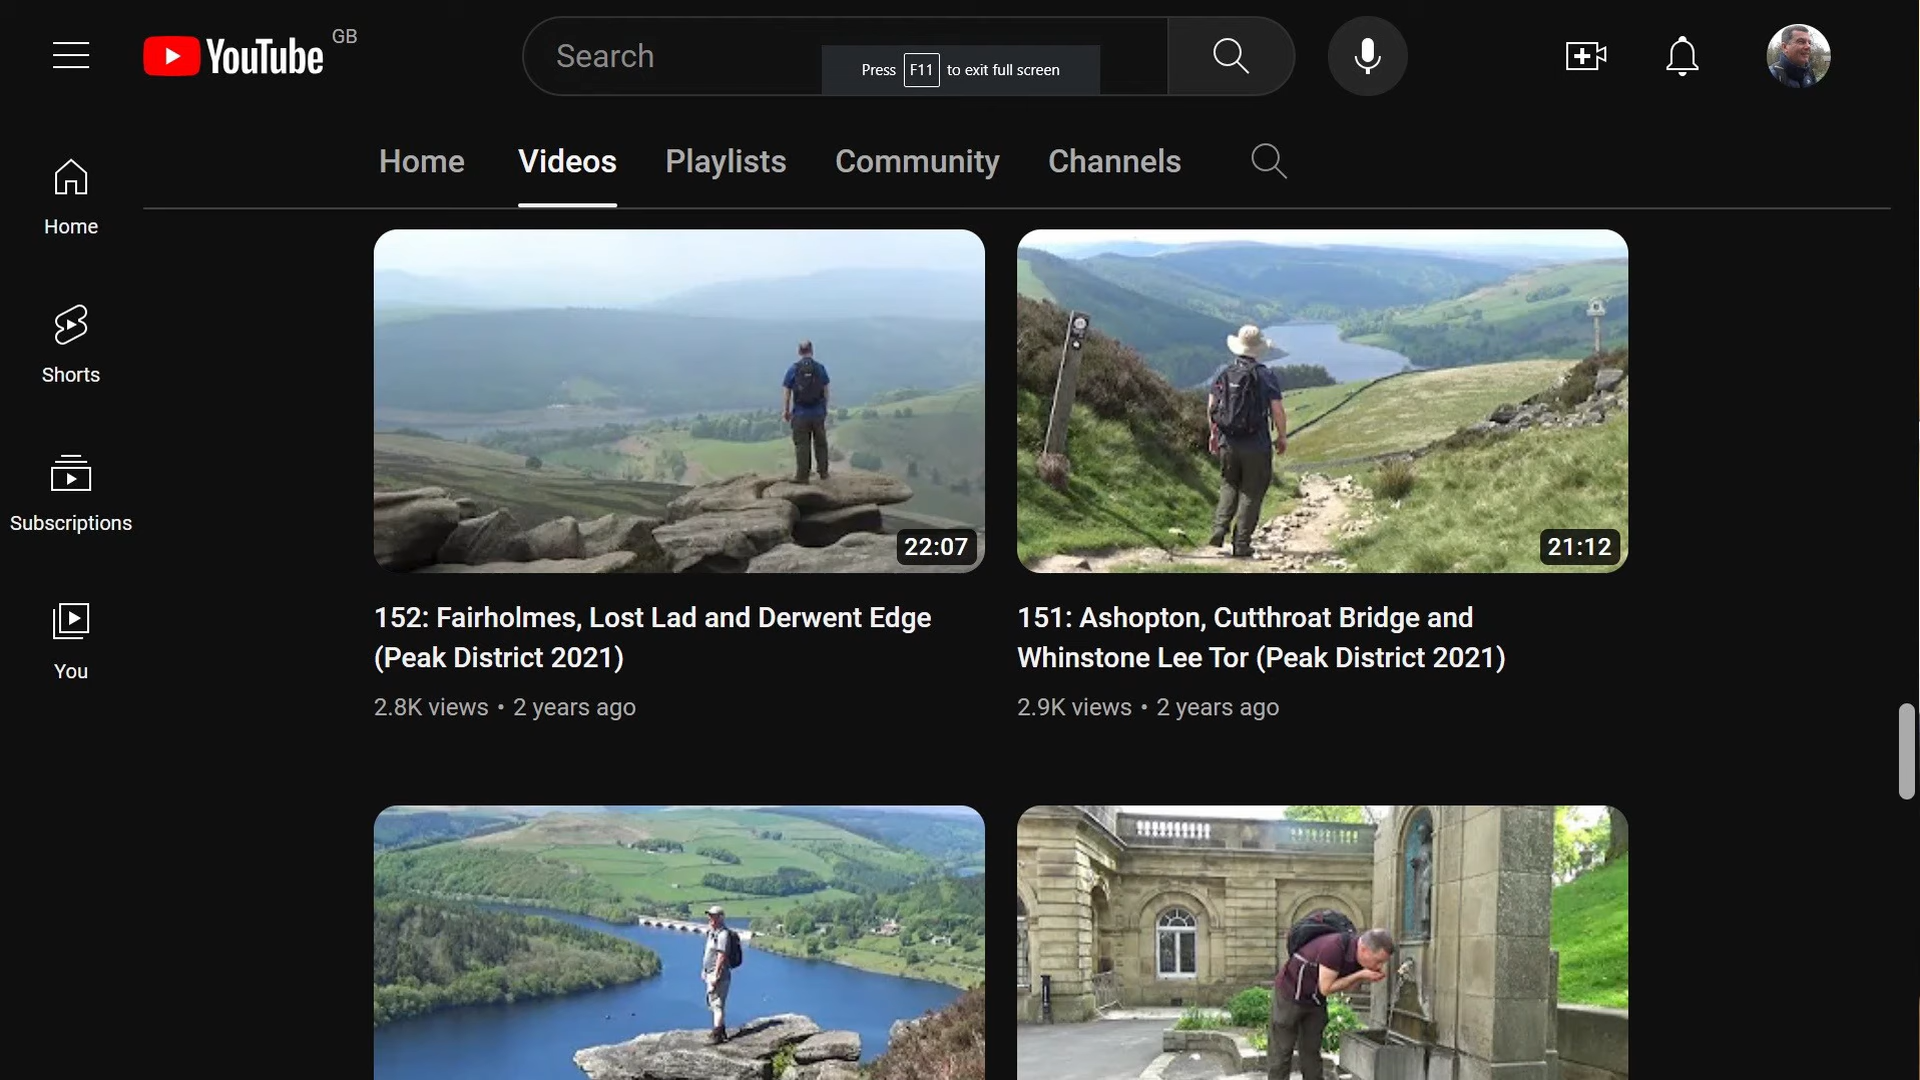 YouTube GB
Search
Press F11 to exit full screen
Home
Videos
Playlists
Community
Channels
Home
Shorts
Subscriptions
You
22:07
21:12
152: Fairholmes, Lost Lad and Derwent Edge
(Peak District 2021)
2.8K views • 2 years ago
151: Ashopton, Cutthroat Bridge and
Whinstone Lee Tor (Peak District 2021)
2.9K views • 2 years ago